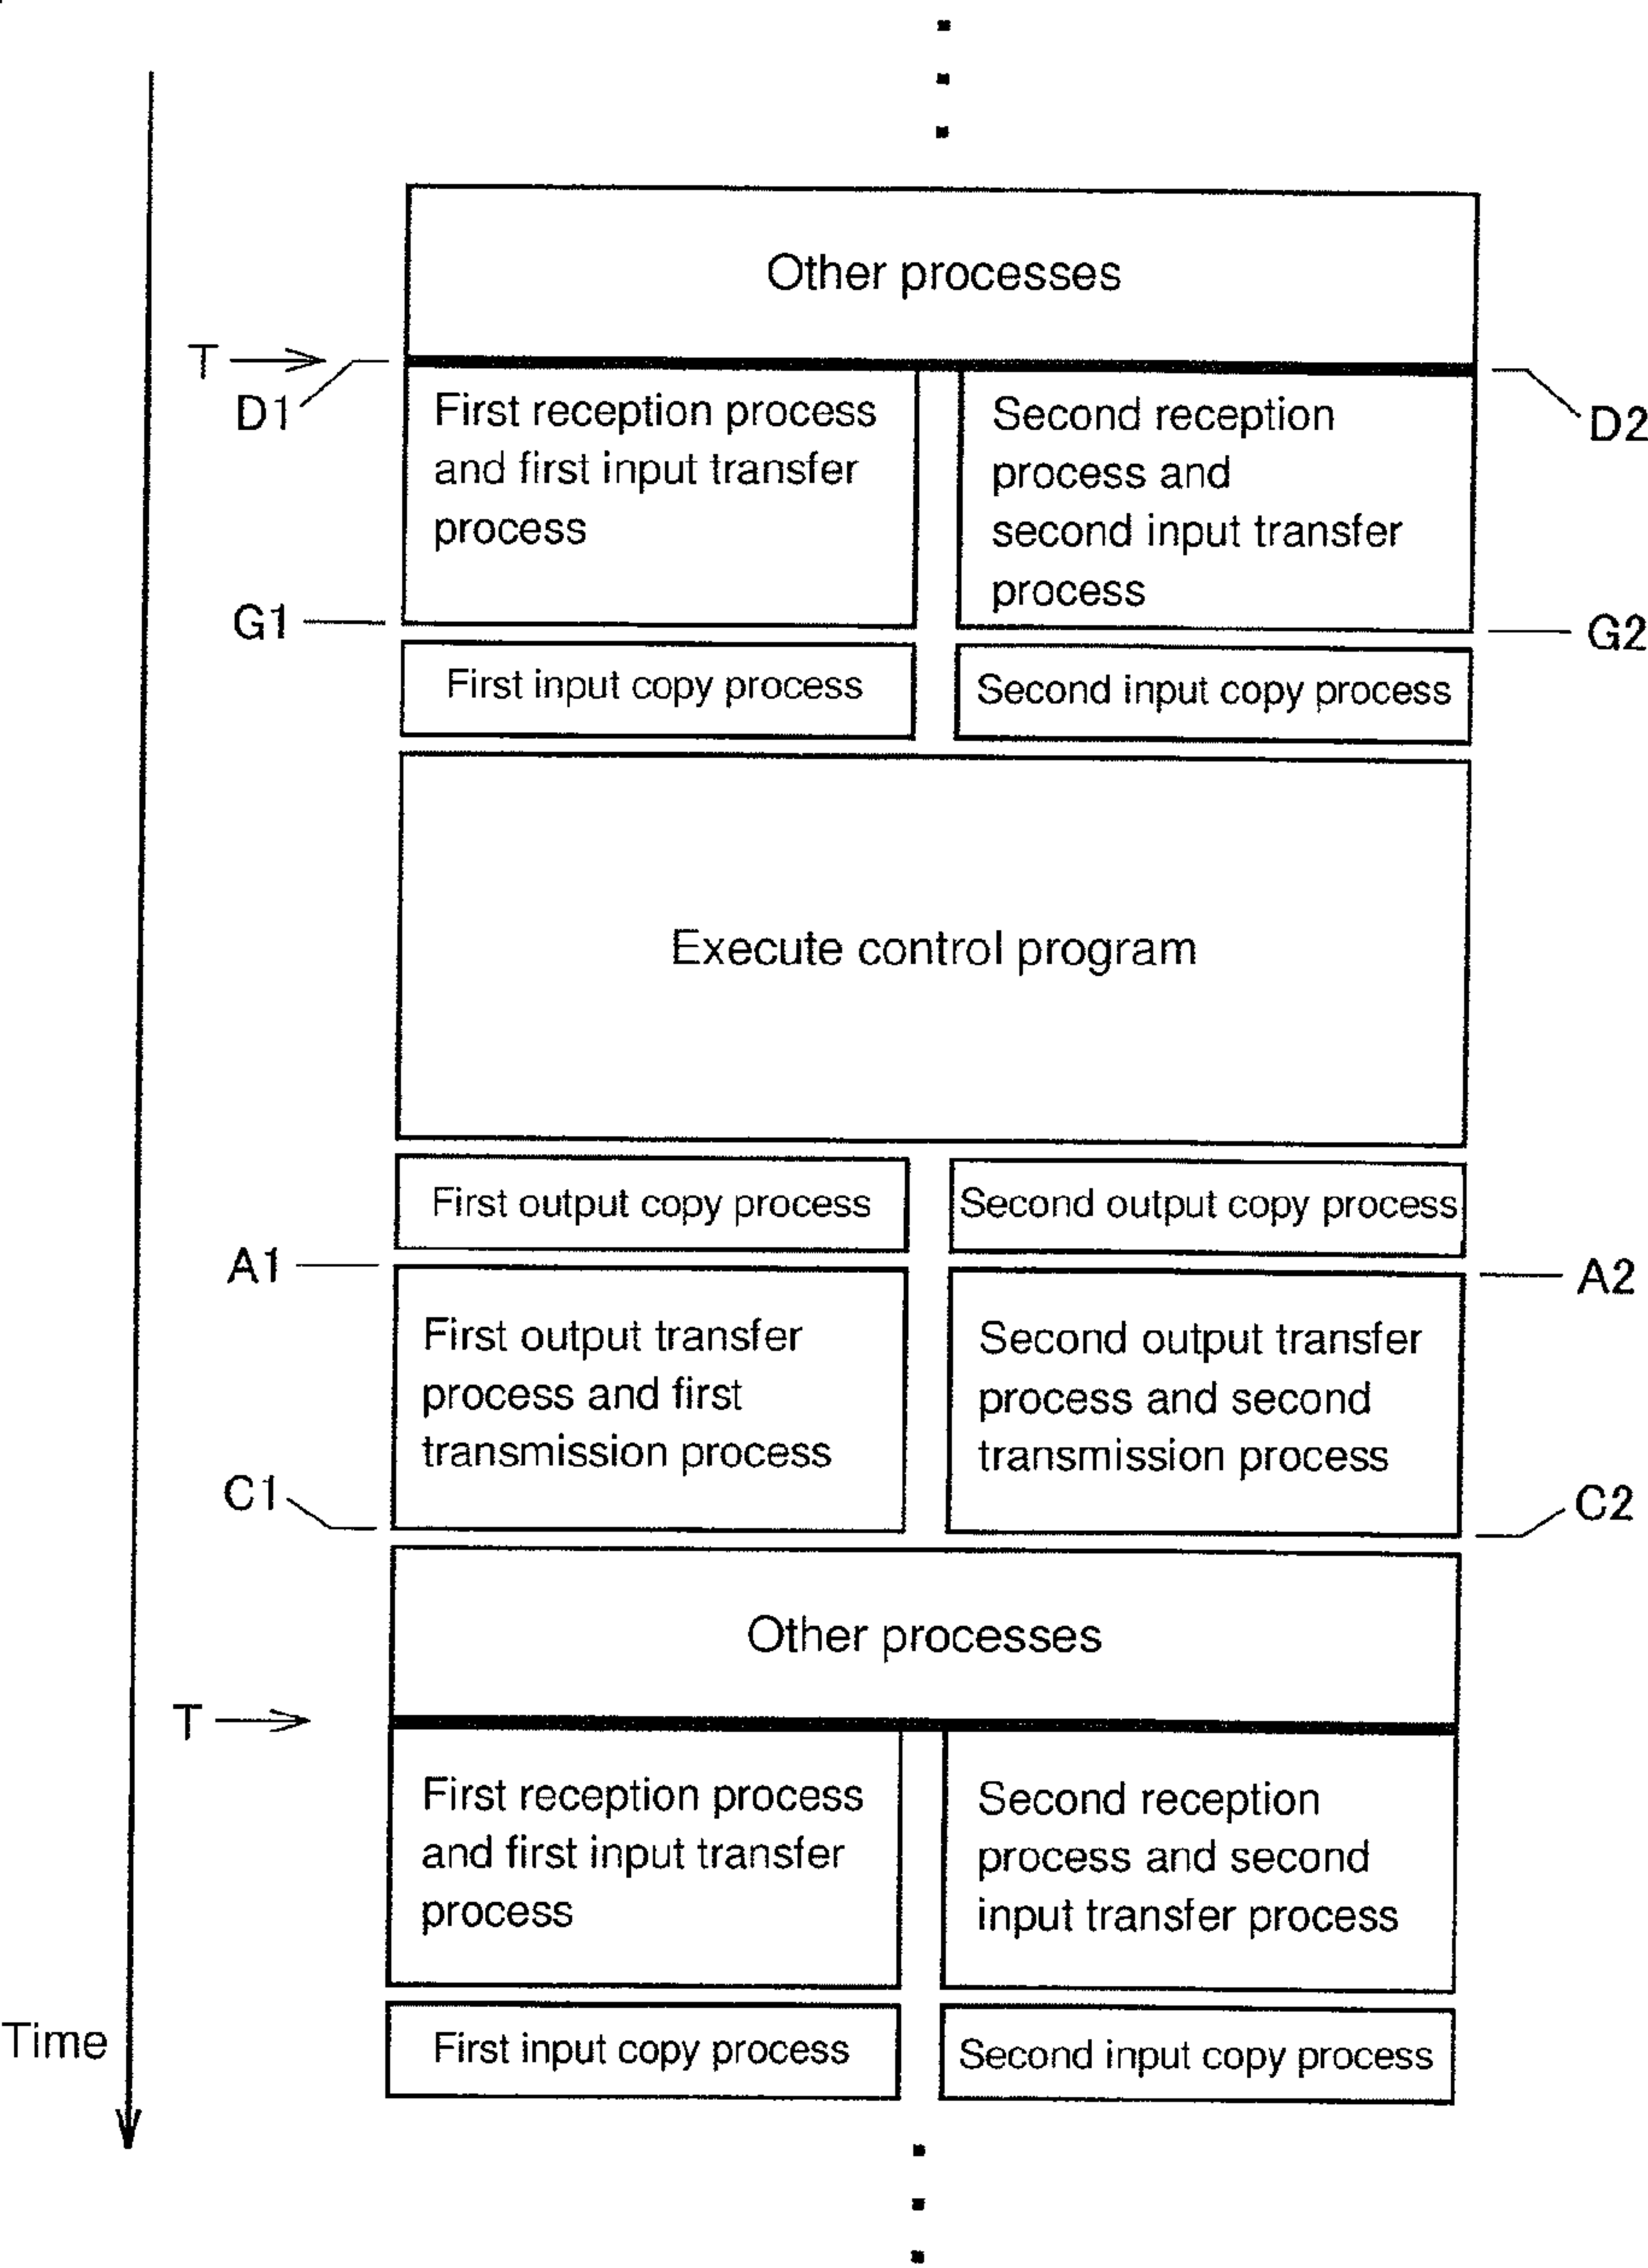 Other processes
T
D1
D2
First reception process
and first input transfer
process
Second reception
process and
second input transfer
process
G1
G2
First input copy process
Second input copy process
Execute control program
First output copy process
Second output copy process
A1
A2
First output transfer
process and first
transmission process
Second output transfer
process and second
transmission process
C1
C2
Other processes
T
First reception process
and first input transfer
process
Second reception
process and second
input transfer process
Time
First input copy process
Second input copy process